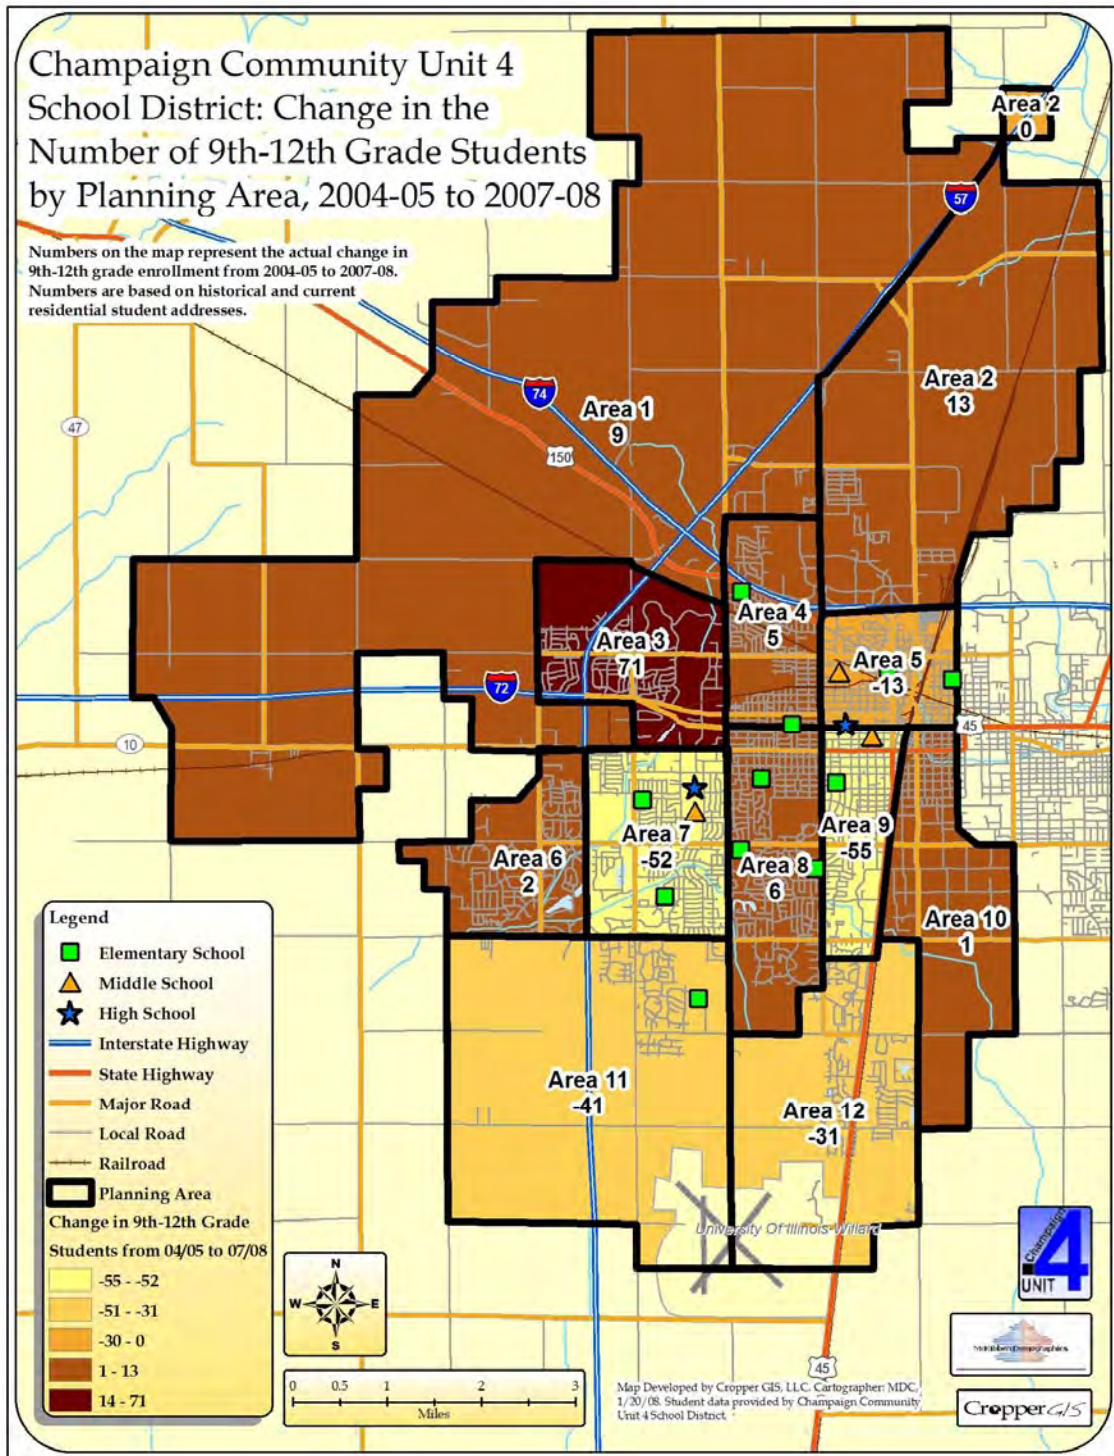 Champaign Community Unit 4
School District: Change in the
Number of 9th-12th Grade Students
by Planning Area, 2004-05 to 2007-08
Numbers on the map represent the actual change in
9th-12th grade enrollment from 2004-05 to 2007-08.
Numbers are based on historical and current
residential student addresses.
Area 2
0
57
Area 2
13
74
Area 1
9
47
150
Area 4
5
Area 3
71
Area 5
-13
72
45
10
Area 7
-52
Area 9
-55
Area 6
2
Area 8
6
Area 10
1
Area 11
-41
Area 12
-31
University Of Illinois-Willard
45
Legend
Elementary School
Middle School
High School
Interstate Highway
State Highway
Major Road
Local Road
Railroad
Planning Area
Change in 9th-12th Grade
Students from 04/05 to 07/08
-55 - -52
-51 - -31
-30 - 0
1 - 13
14 - 71
N
W E
S
0 0.5 1 2 3
Miles
Map Developed by Cropper GIS, LLC. Cartographer: MDC,
1/20/08. Student data provided by Champaign Community
Unit 4 School District.
Champaign
4
UNIT
McKibbenDemographics
Cropper GIS